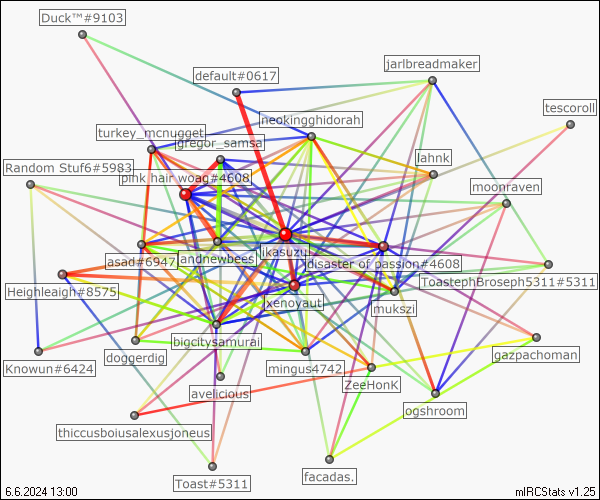 Duck™#9103
jarlbreadmaker
default#0617
tescoroll
neokingghidorah
turkey_mcnugget
gregor_samsa
lahnk
Random Stuf6#5983
pink hair woag#4608
moonraven
ikasuzu
asad#6947
andnewbees
disaster of passion#4608
ToastephBroseph5311#5311
Heighleaigh#8575
xenoyaut
mukszi
bigcitysamurai
doggerdig
gazpachoman
Knowun#6424
mingus4742
ZeeHonK
avelicious
ogshroom
thiccusboiusalexusjoneus
facadas.
Toast#5311
6.6.2024 13:00
mIRCStats v1.25